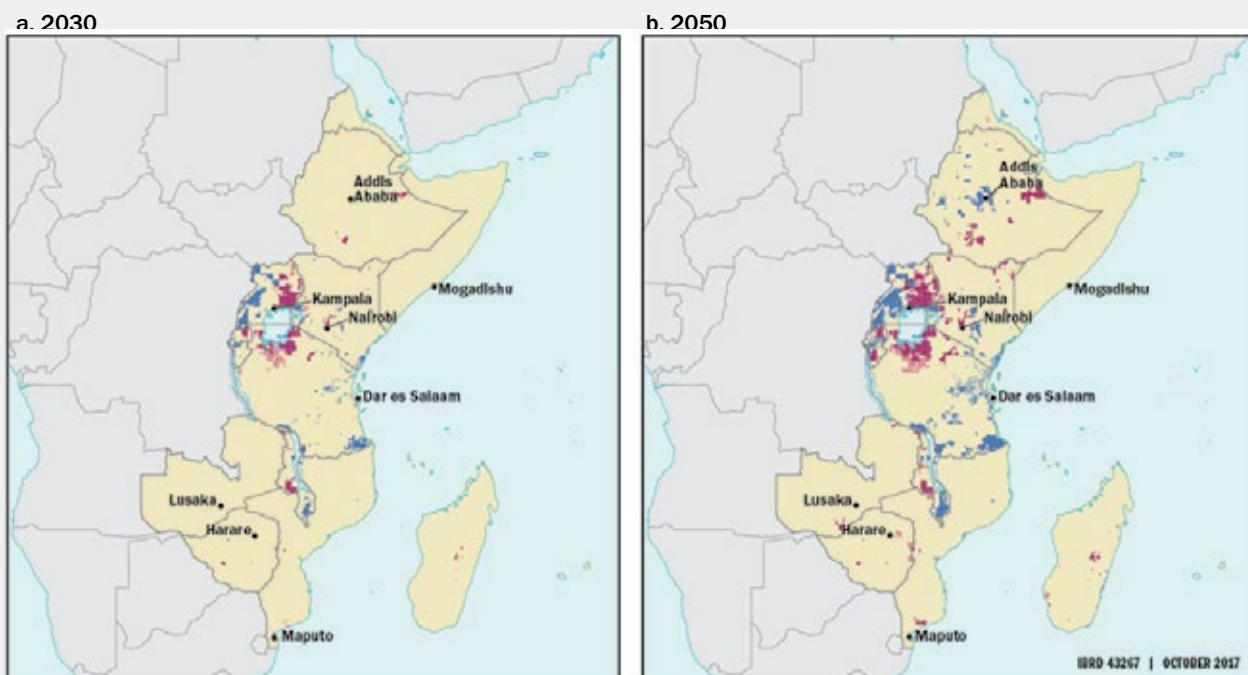 a. 2030
b. 2050
Addis
Ababa
Mogadishu
Kampala
Nairobi
Dar es Salaam
Lusaka
Harare
Maputo
Addis
Ababa
Mogadishu
Kampala
Nairobi
Dar es Salaam
Lusaka
Harare
Maputo
IBRD 43267 | OCTOBER 2017